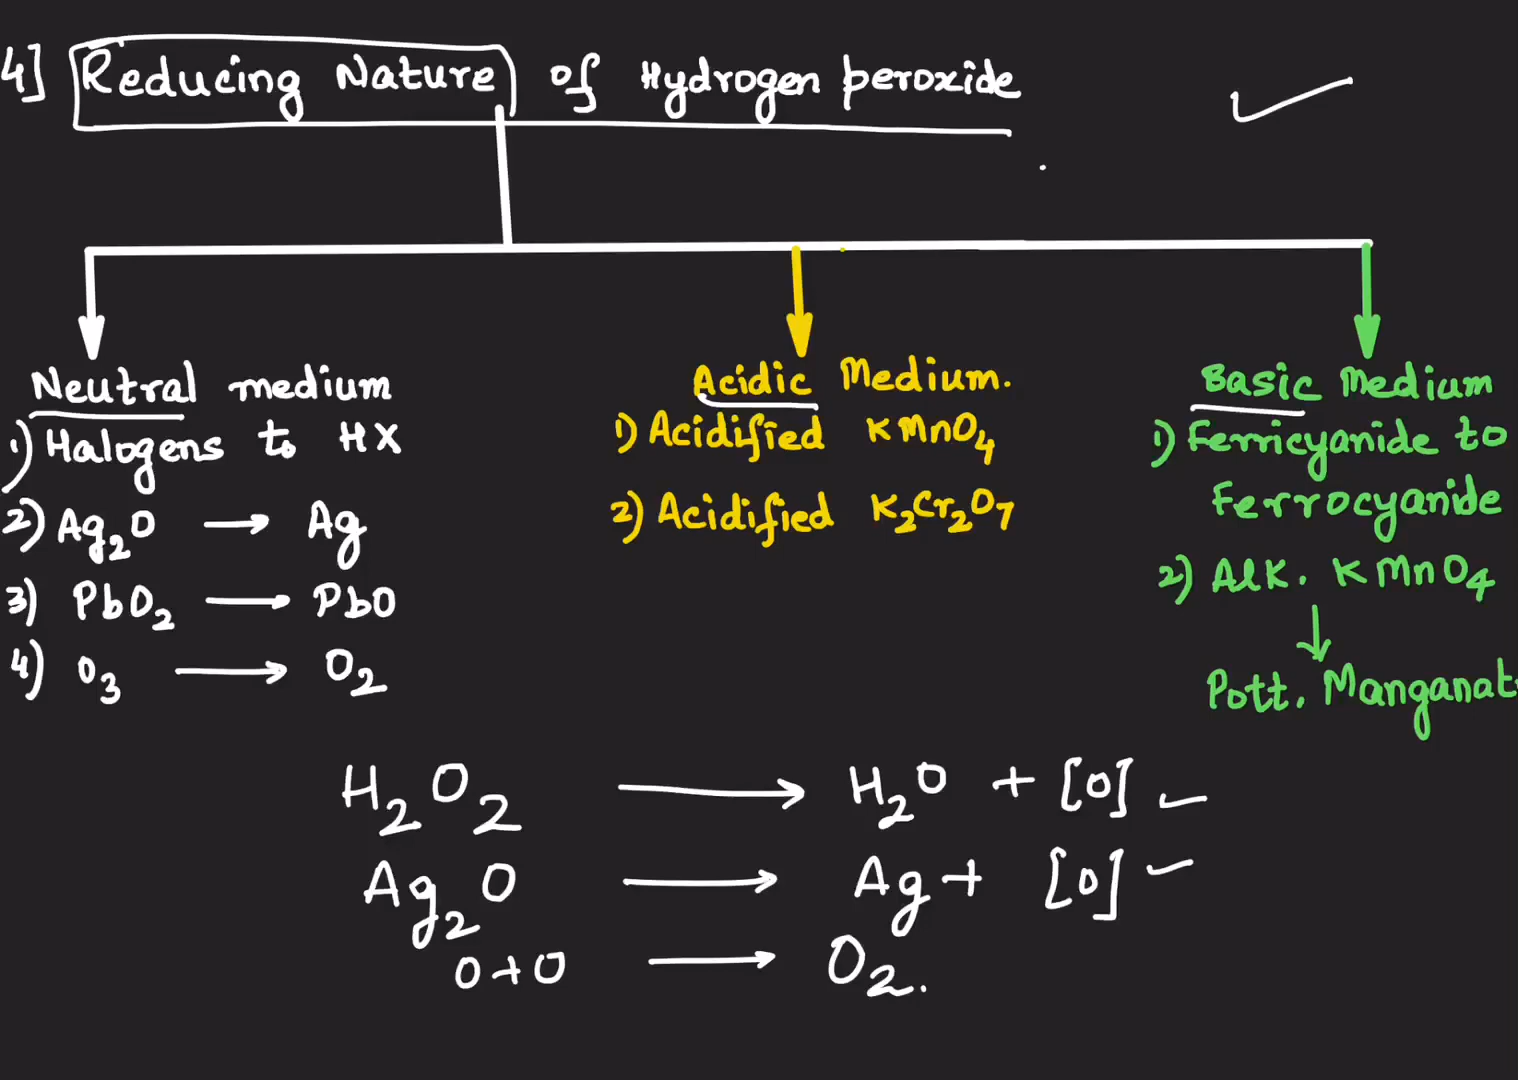 4] Reducing Nature of Hydrogen peroxide
Neutral medium
1) Halogens to HX
2) Ag₂O → Ag
3) PbO₂ → PbO
4) O₃ → O₂
Acidic Medium.
1) Acidified KMnO₄
2) Acidified K₂Cr₂O₇
Basic Medium
1) Ferricyanide to
Ferrocyanide
2) Alk. KMnO₄
↓
Pott. Manganat
H₂O₂ → H₂O + [O]
Ag₂O → Ag + [O]
O+O → O₂.